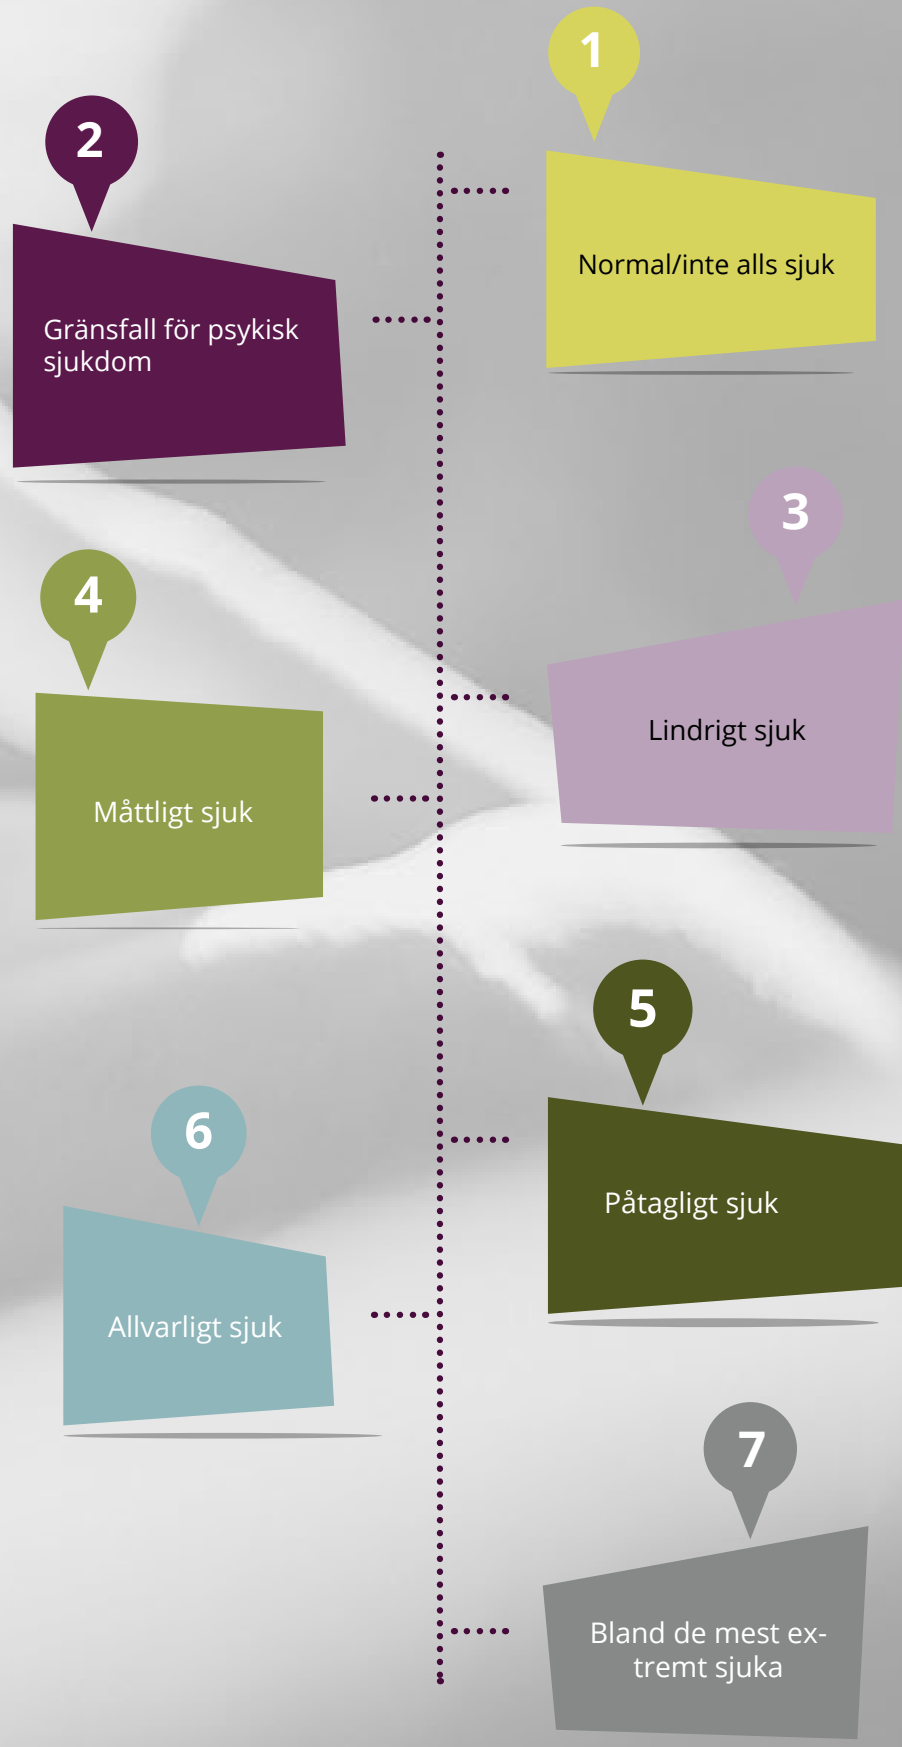 1
Normal/inte alls sjuk
2
Gränsfall för psykisk
sjukdom
3
Lindrigt sjuk
4
Måttligt sjuk
5
Påtagligt sjuk
6
Allvarligt sjuk
7
Bland de mest ex-
tremt sjuka